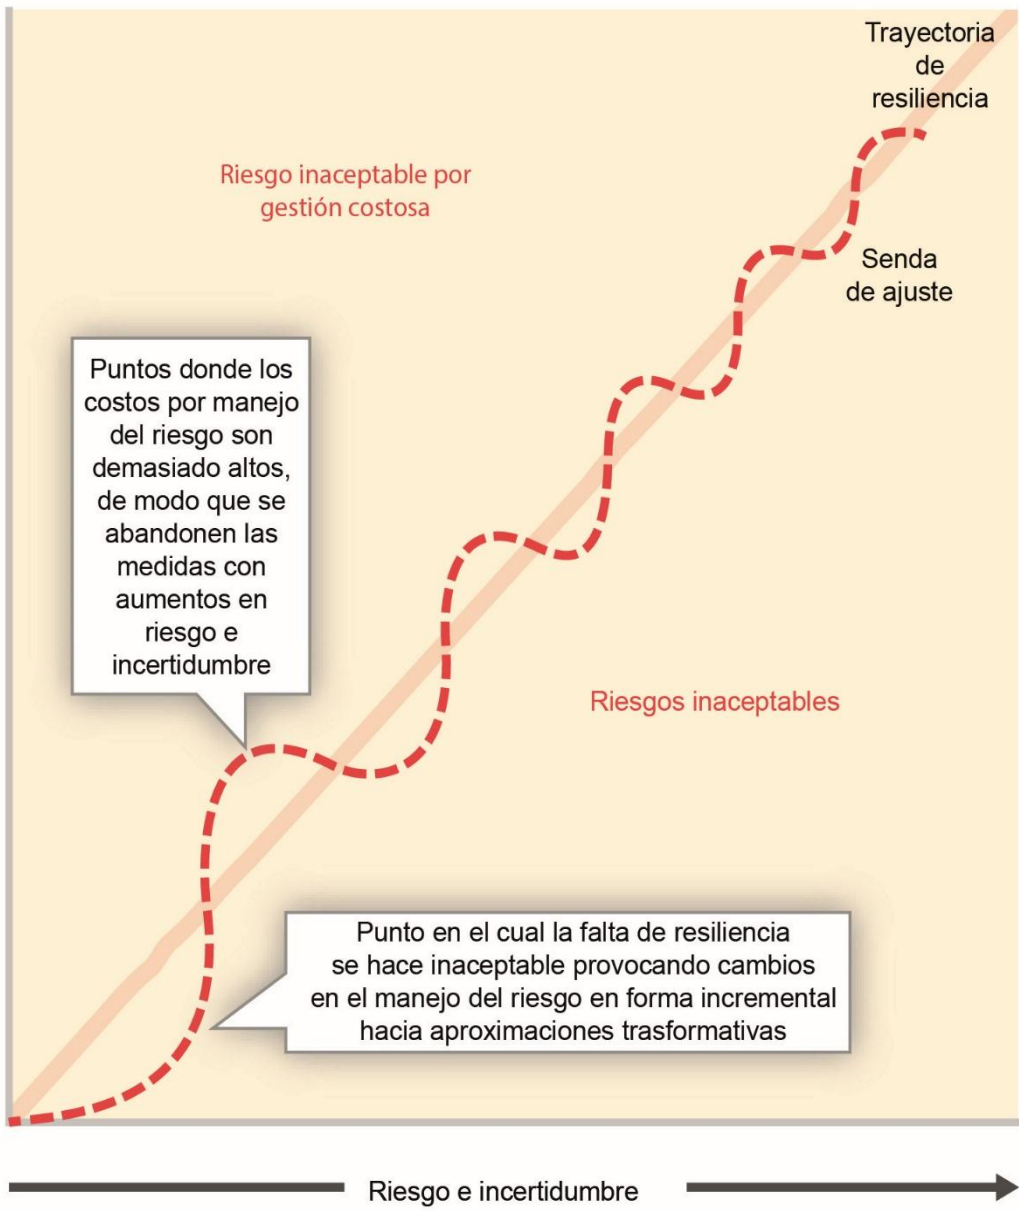 Trayectoria
de
resiliencia
Riesgo inaceptable por
gestión costosa
Senda
de ajuste
Puntos donde los
costos por manejo
del riesgo son
demasiado altos,
de modo que se
abandonen las
medidas con
aumentos en
riesgo e
incertidumbre
Riesgos inaceptables
Punto en el cual la falta de resiliencia
se hace inaceptable provocando cambios
en el manejo del riesgo en forma incremental
hacia aproximaciones trasformativas
Riesgo e incertidumbre